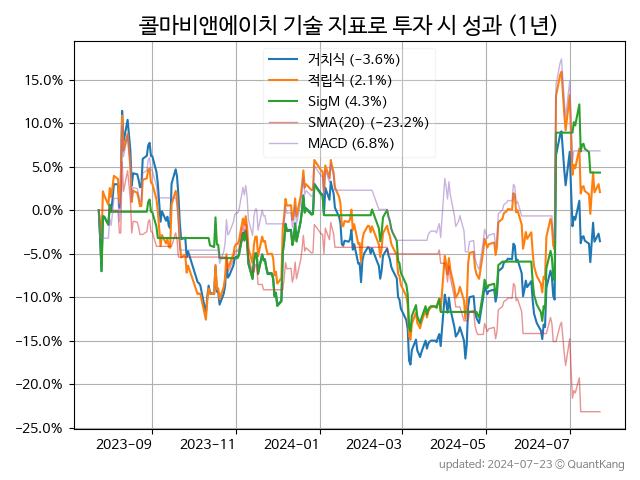 콜마비앤에이치 기술 지표로 투자 시 성과 (1년)
거치식 (−3.6%)
적립식 (2.1%)
SigM (4.3%)
SMA(20) (−23.2%)
MACD (6.8%)
15.0%
10.0%
5.0%
0.0%
−5.0%
−10.0%
−15.0%
−20.0%
−25.0%
2023-09 2023-11 2024-01 2024-03 2024-05 2024-07
updated: 2024-07-23 © QuantKang